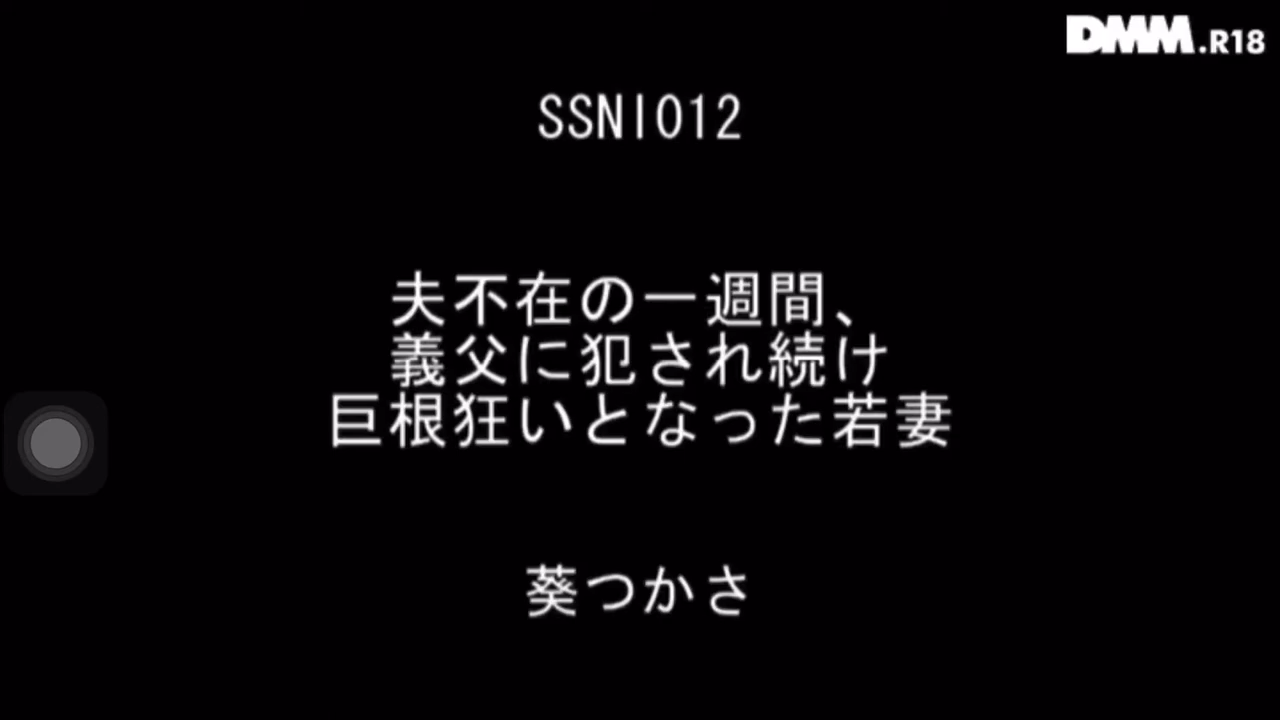 DMM.R18
SSNI012
夫不在の一週間、
義父に犯され続け
巨根狂いとなった若妻
葵つかさ